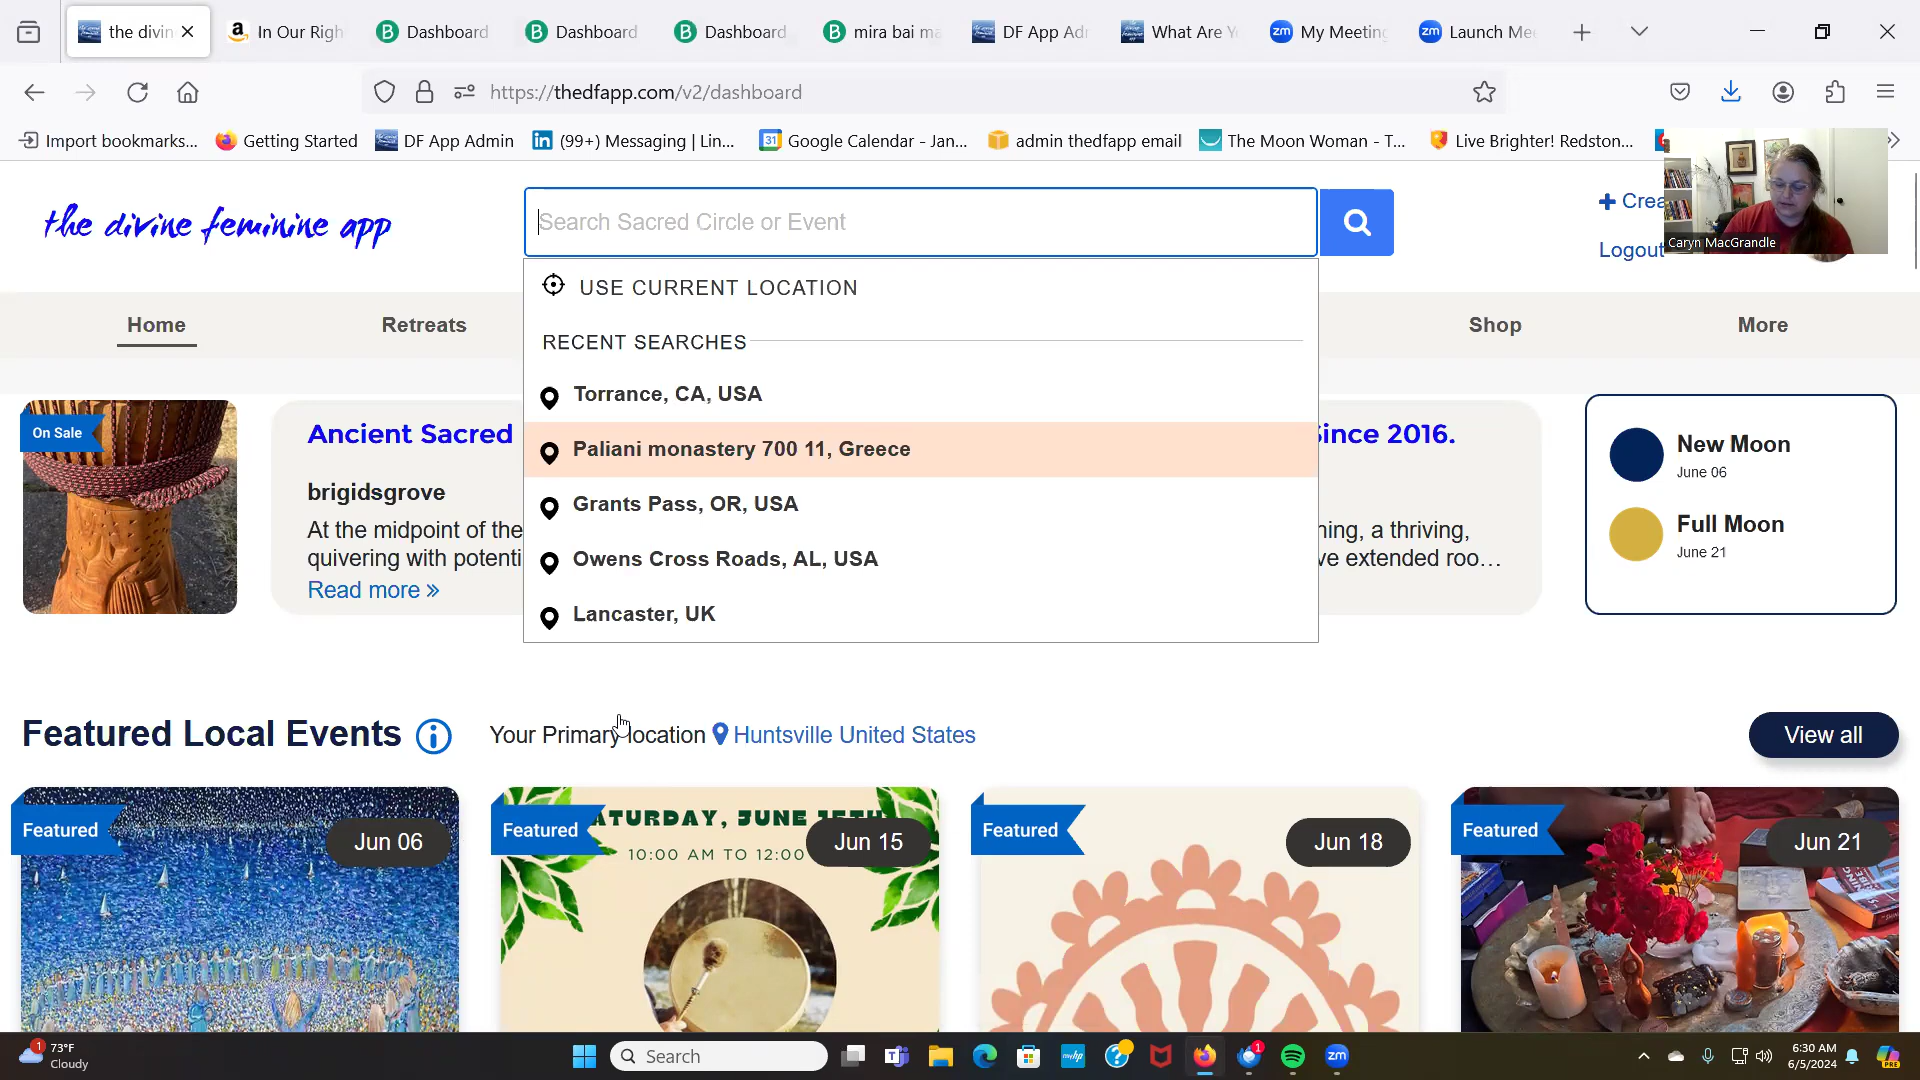 the divin
In Our Righ
Dashboard
Dashboard
Dashboard
mira bai ma
DF App Adm
What Are Y
My Meeting
Launch Mee
https://thedfapp.com/v2/dashboard
Import bookmarks...
Getting Started
DF App Admin
(99+) Messaging | Lin...
Google Calendar - Jan...
admin thedfapp email
The Moon Woman - T...
Live Brighter! Redston...
the divine feminine app
Search Sacred Circle or Event
Crea
Logout
Caryn MacGrandle
USE CURRENT LOCATION
RECENT SEARCHES
Torrance, CA, USA
Paliani monastery 700 11, Greece
Grants Pass, OR, USA
Owens Cross Roads, AL, USA
Lancaster, UK
Home
Retreats
Shop
More
On Sale
Ancient Sacred
Since 2016.
brigidsgrove
At the midpoint of the
ning, a thriving,
quivering with potenti
ve extended roo...
Read more »
New Moon
June 06
Full Moon
June 21
Featured Local Events
Your Primary location
Huntsville United States
View all
Featured
Jun 06
Featured
SATURDAY, JUNE 15TH
10:00 AM TO 12:00
Jun 15
Featured
Jun 18
Featured
Jun 21
1
73°F
Cloudy
Search
1
6:30 AM
6/5/2024